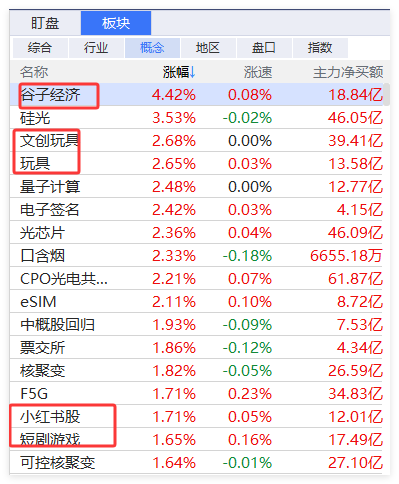 盯盘 板块
综合 行业 概念 地区 盘口 指数
名称 涨幅↓ 涨速 主力净买额
谷子经济 4.42% 0.08% 18.84亿
硅光 3.53% -0.02% 46.05亿
文创玩具 2.68% 0.00% 39.41亿
玩具 2.65% 0.03% 13.58亿
量子计算 2.48% 0.00% 12.77亿
电子签名 2.42% 0.03% 4.15亿
光芯片 2.36% 0.04% 46.09亿
口含烟 2.33% -0.18% 6655.18万
CPO光电共... 2.21% 0.07% 61.87亿
eSIM 2.11% 0.10% 8.72亿
中概股回归 1.93% -0.09% 7.53亿
票交所 1.86% -0.12% 4.34亿
核聚变 1.82% -0.05% 26.59亿
F5G 1.71% 0.23% 34.83亿
小红书股 1.71% 0.05% 12.01亿
短剧游戏 1.65% 0.16% 17.49亿
可控核聚变 1.64% -0.01% 27.10亿